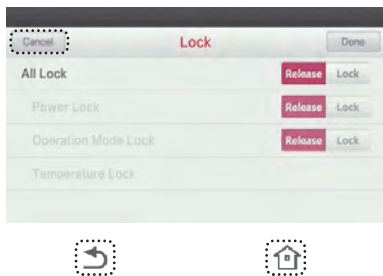 Cancel Lock Done
All Lock Release Lock
Power Lock Release Lock
Operation Mode Lock Release Lock
Temperature Lock